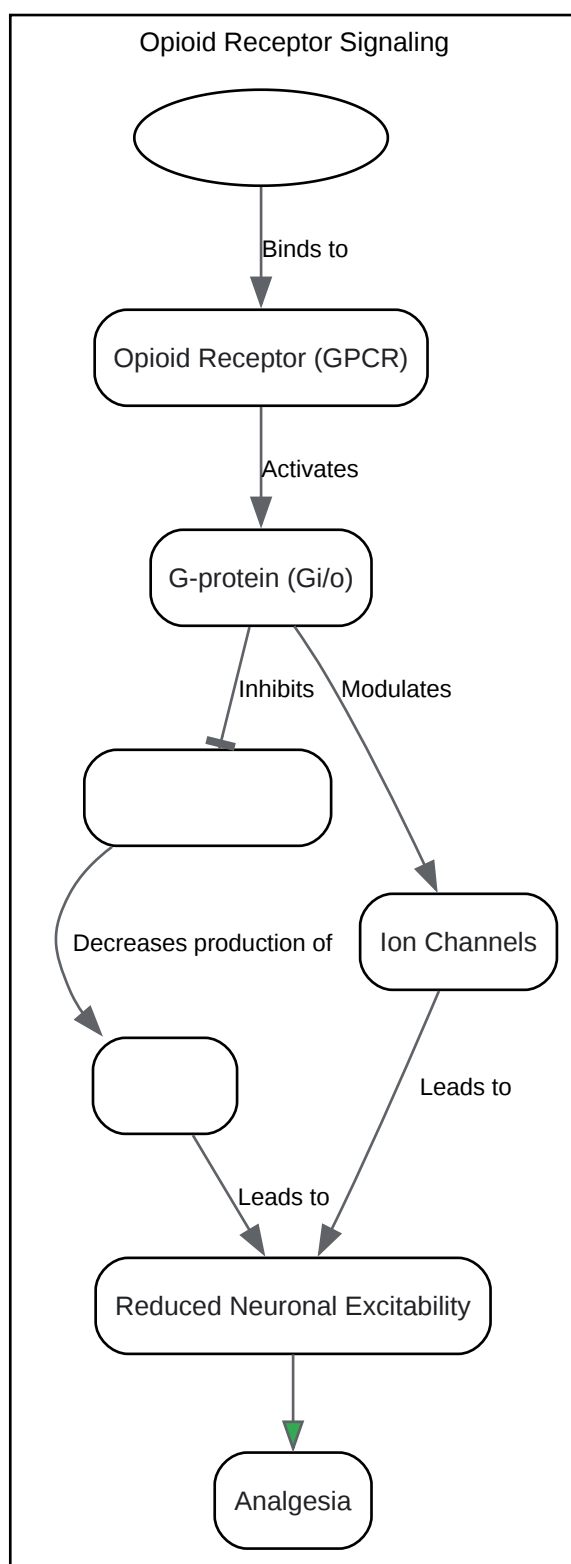 Opioid Receptor Signaling
Binds to
Opioid Receptor (GPCR)
Activates
G-protein (Gi/o)
Inhibits
Modulates
Decreases production of
Ion Channels
Leads to
Leads to
Reduced Neuronal Excitability
Analgesia